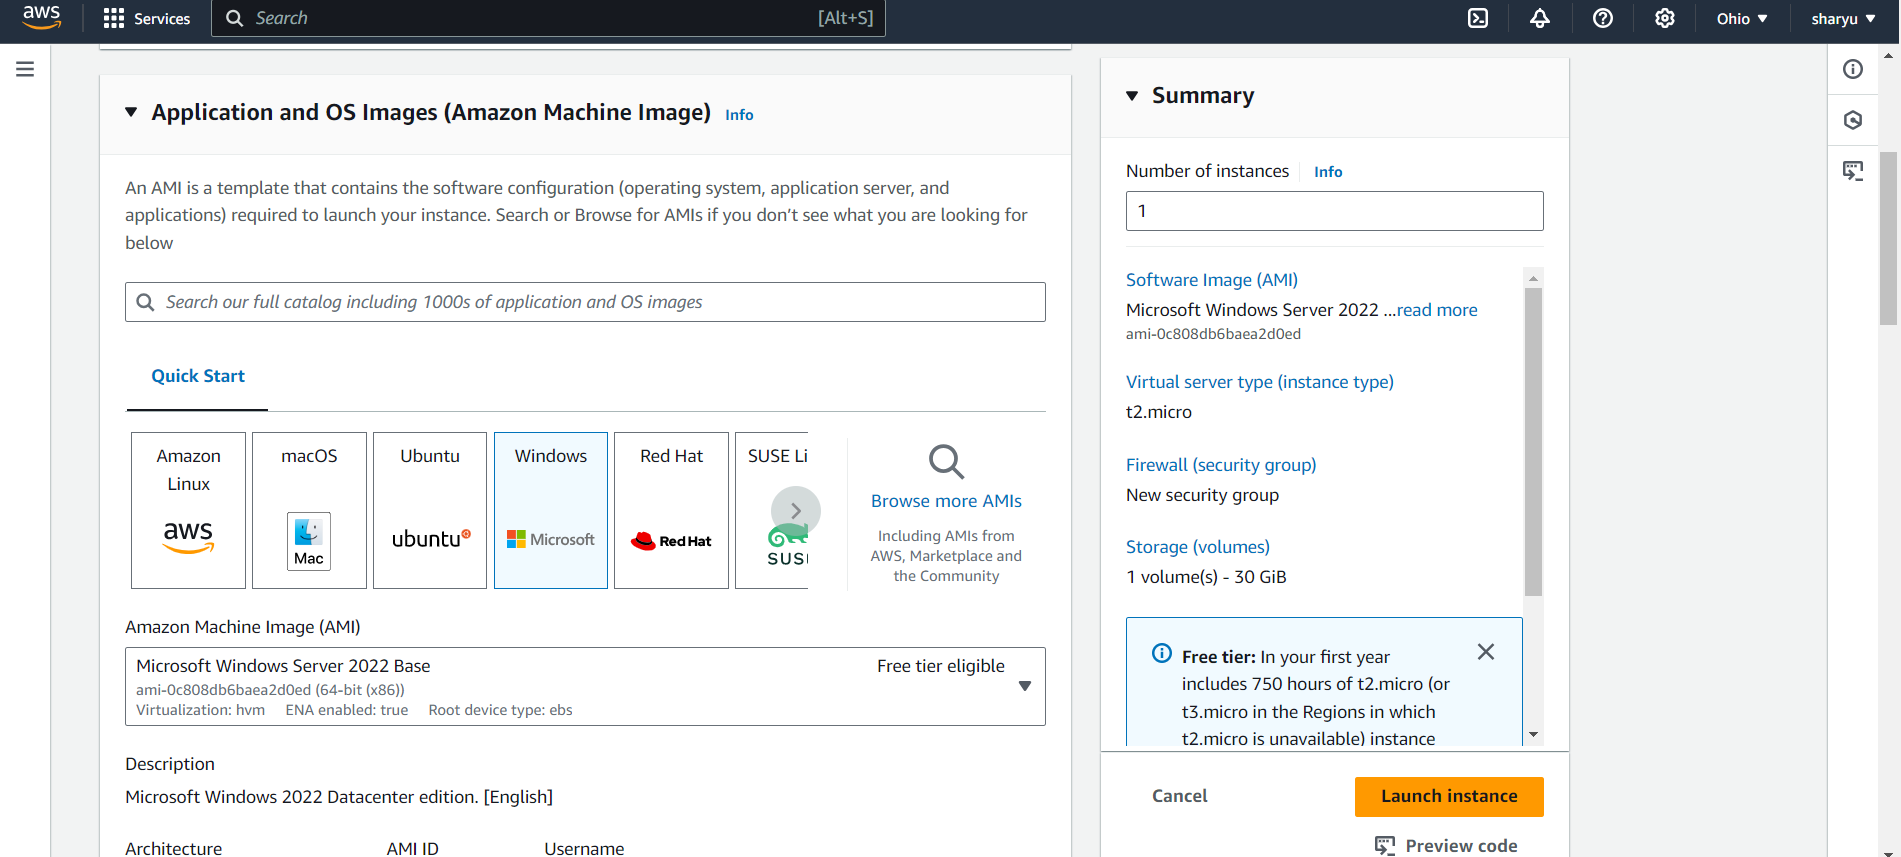 aws
Services
Search
[Alt+S]
Ohio
sharyu
Application and OS Images (Amazon Machine Image) Info
An AMI is a template that contains the software configuration (operating system, application server, and
applications) required to launch your instance. Search or Browse for AMIs if you don’t see what you are looking for
below
Search our full catalog including 1000s of application and OS images
Quick Start
Amazon
Linux
aws
macOS
Mac
Ubuntu
ubuntu
Windows
Microsoft
Red Hat
Red Hat
SUSE Li
SUS
Browse more AMIs
Including AMIs from
AWS, Marketplace and
the Community
Amazon Machine Image (AMI)
Microsoft Windows Server 2022 Base
Free tier eligible
ami-0c808db6baea2d0ed (64-bit (x86))
Virtualization: hvm ENA enabled: true Root device type: ebs
Description
Microsoft Windows 2022 Datacenter edition. [English]
Architecture AMI ID Username
Summary
Number of instances Info
1
Software Image (AMI)
Microsoft Windows Server 2022 ...read more
ami-0c808db6baea2d0ed
Virtual server type (instance type)
t2.micro
Firewall (security group)
New security group
Storage (volumes)
1 volume(s) - 30 GiB
Free tier: In your first year
includes 750 hours of t2.micro (or
t3.micro in the Regions in which
t2.micro is unavailable) instance
Cancel
Launch instance
Preview code